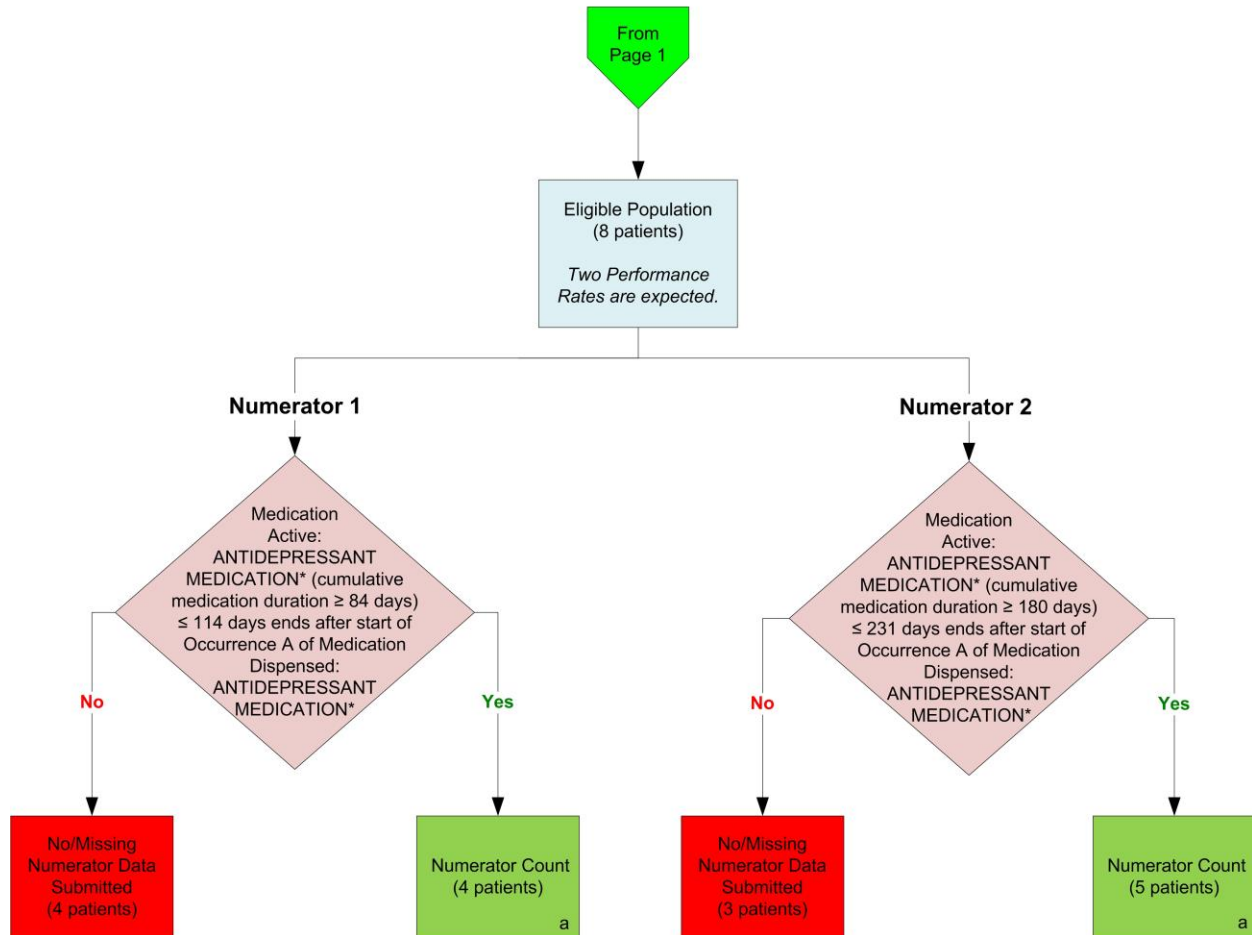 From
Page 1
Eligible Population
(8 patients)
Two Performance
Rates are expected.
Numerator 1
Numerator 2
Medication
Active:
ANTIDEPRESSANT
MEDICATION* (cumulative
medication duration ≥ 84 days)
≤ 114 days ends after start of
Occurrence A of Medication
Dispensed:
ANTIDEPRESSANT
MEDICATION*
No
Yes
Medication
Active:
ANTIDEPRESSANT
MEDICATION* (cumulative
medication duration ≥ 180 days)
≤ 231 days ends after start of
Occurrence A of Medication
Dispensed:
ANTIDEPRESSANT
MEDICATION*
No
Yes
No/Missing
Numerator Data
Submitted
(4 patients)
Numerator Count
(4 patients)
a
No/Missing
Numerator Data
Submitted
(3 patients)
Numerator Count
(5 patients)
a